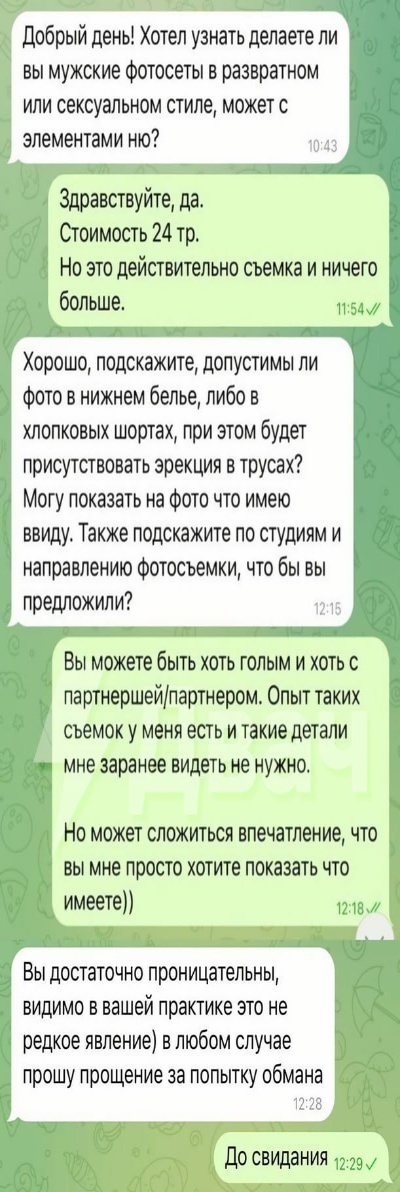 Добрый день! Хотел узнать делаете ли
вы мужские фотосеты в развратном
или сексуальном стиле, может с
элементами ню?
10:43
Здравствуйте, да.
Стоимость 24 тр.
Но это действительно съемка и ничего
больше.
11:54
Хорошо, подскажите, допустимы ли
фото в нижнем белье, либо в
хлопковых шортах, при этом будет
присутствовать эрекция в трусах?
Могу показать на фото что имею
ввиду. Также подскажите по студиям и
направлению фотосъемки, что бы вы
предложили?
12:15
Вы можете быть хоть голым и хоть с
партнершей/партнером. Опыт таких
съемок у меня есть и такие детали
мне заранее видеть не нужно.
Двач
Но может сложиться впечатление, что
вы мне просто хотите показать что
имеете))
12:18
Вы достаточно проницательны,
видимо в вашей практике это не
редкое явление) в любом случае
прошу прощение за попытку обмана
12:28
До свидания 12:29